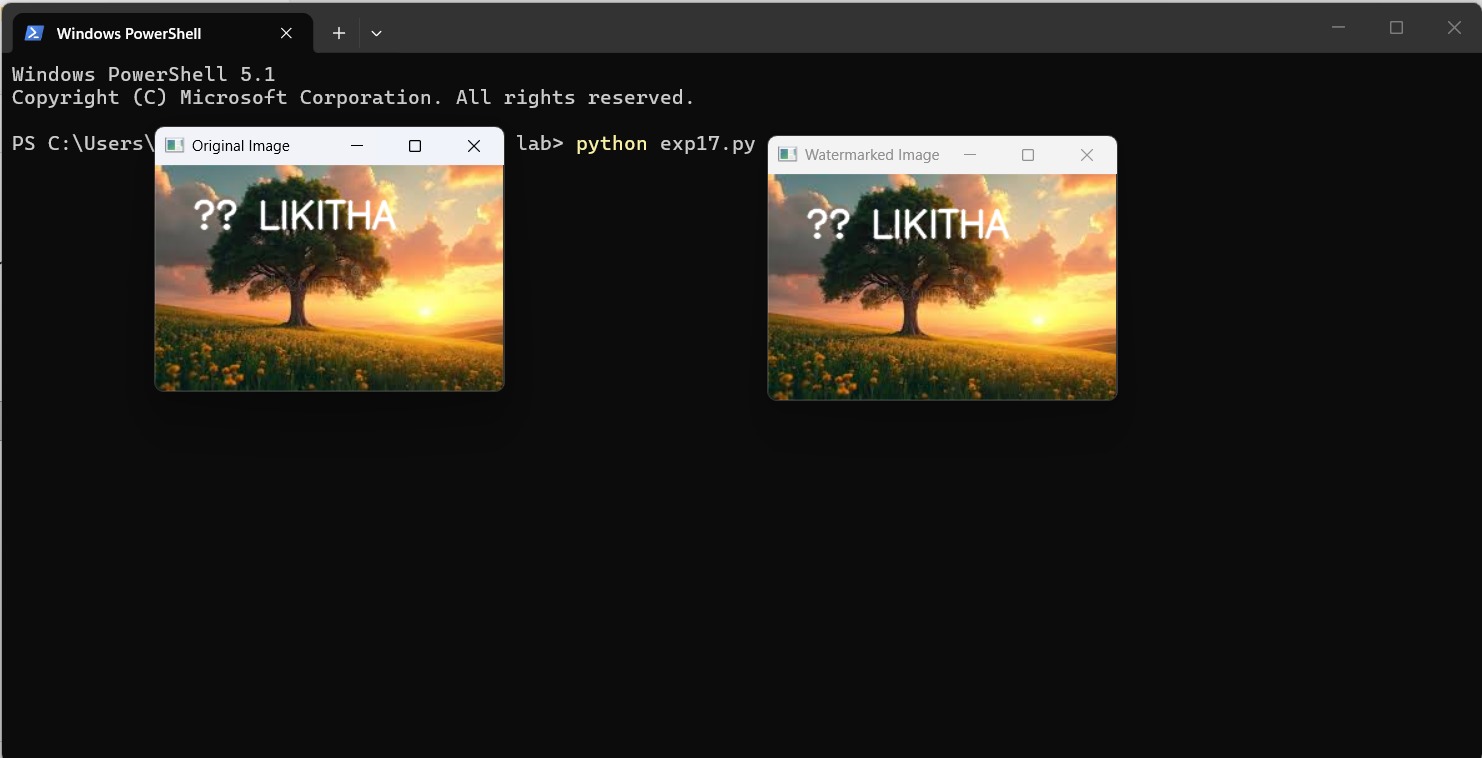 Windows PowerShell
Windows PowerShell 5.1
Copyright (C) Microsoft Corporation. All rights reserved.
PS C:\Users\ lab> python exp17.py
Original Image
?? LIKITHA
Watermarked Image
?? LIKITHA